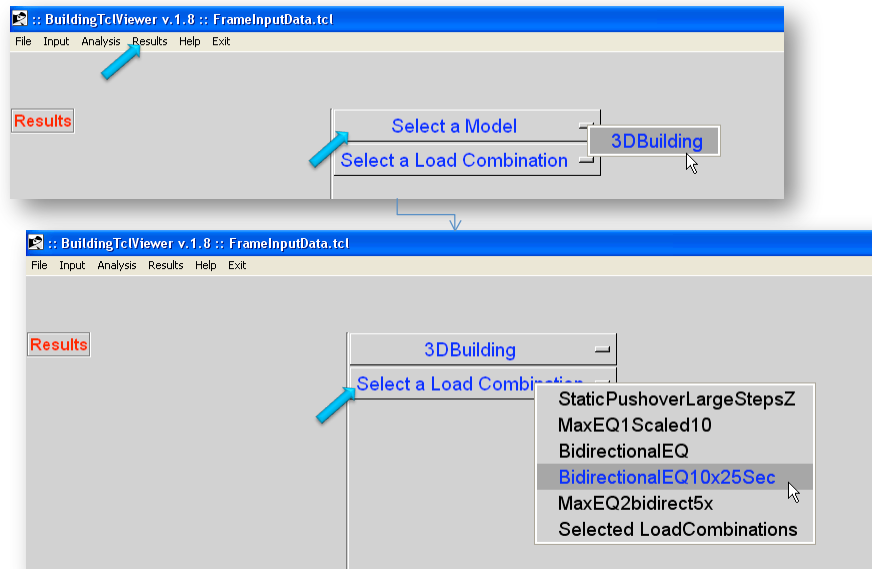 :: BuildingTclViewer v.1.8 :: FrameInputData.tcl
File Input Analysis Results Help Exit
Results
Select a Model
3DBuilding
Select a Load Combination
:: BuildingTclViewer v.1.8 :: FrameInputData.tcl
File Input Analysis Results Help Exit
Results
3DBuilding
Select a Load Combination
StaticPushoverLargeStepsZ
MaxEQ1Scaled10
BidirectionalEQ
BidirectionalEQ10x25Sec
MaxEQ2bidirect5x
Selected LoadCombinations